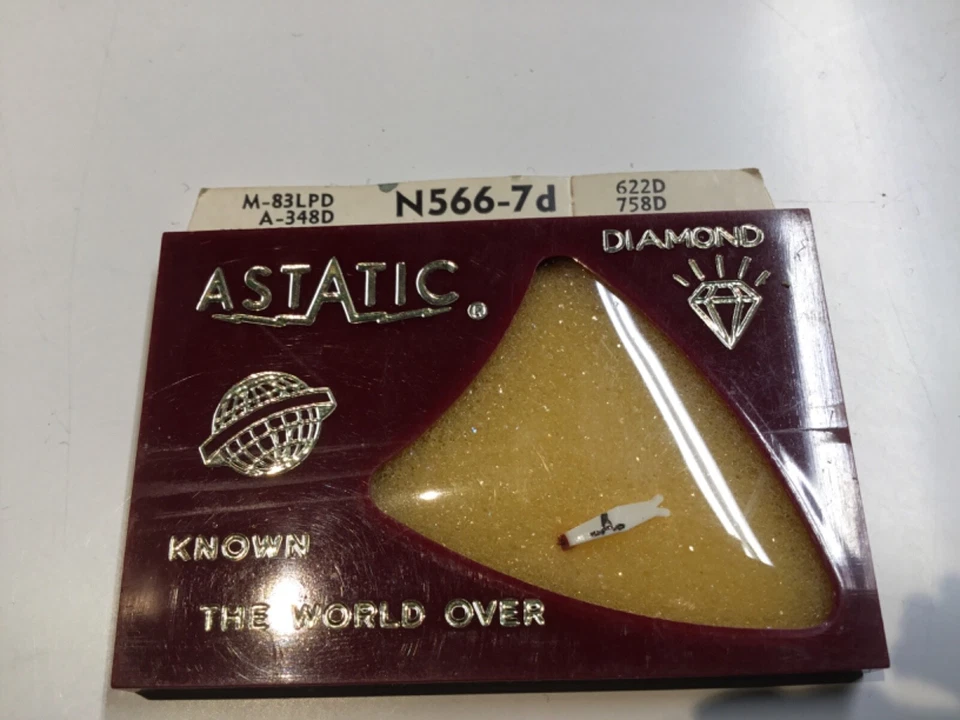 M-83LPD
A-348D
N566-7d
622D
758D
ASTATIC®
DIAMOND
KNOWN
THE WORLD OVER